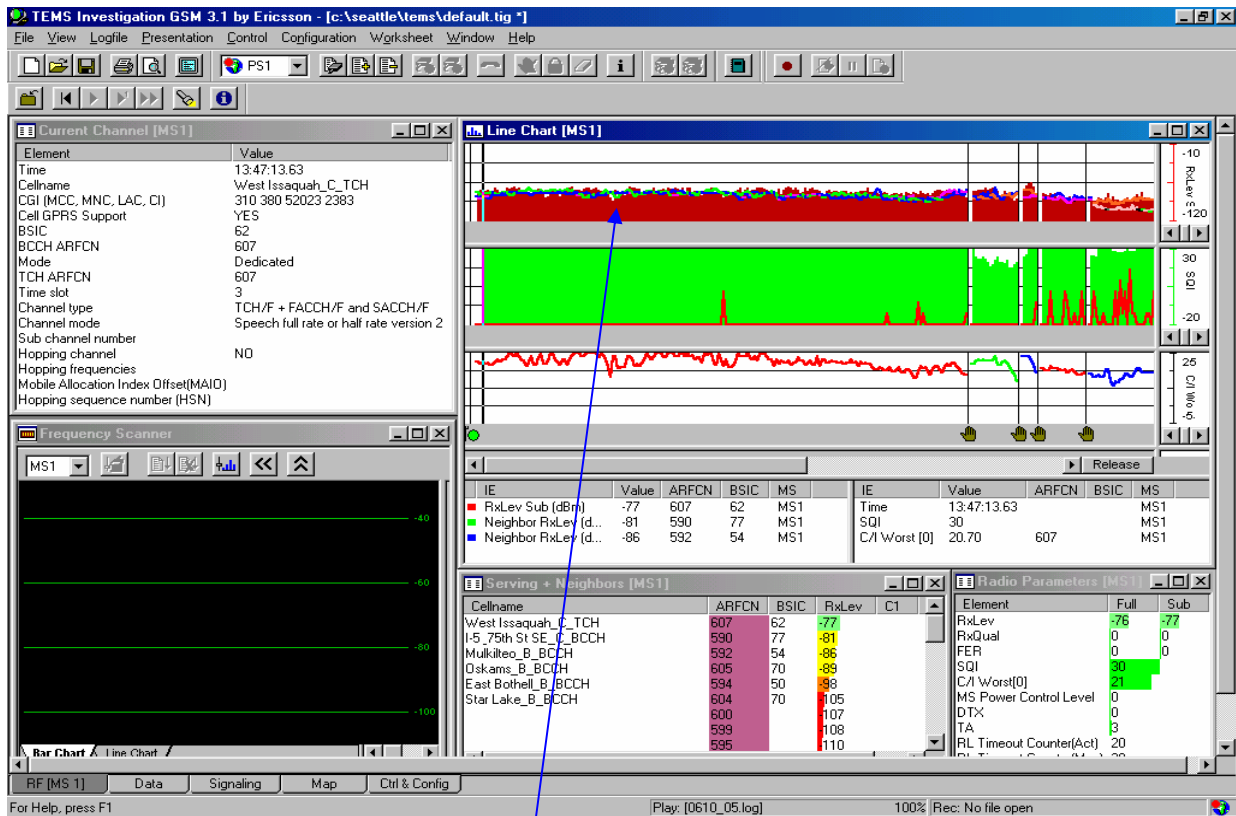 TEMS Investigation GSM 3.1 by Ericsson - [c:\seattle\tems\default.tig *]
File View Logfile Presentation Control Configuration Worksheet Window Help
PS1
Current Channel [MS1]
Element Value
Time 13:47:13.63
Cellname West Issaquah_C_TCH
CGI (MCC, MNC, LAC, CI) 310 380 52023 2383
Cell GPRS Support YES
BSIC 62
BCCH ARFCN 607
Mode Dedicated
TCH ARFCN 607
Time slot 3
Channel type TCH/F + FACCH/F and SACCH/F
Channel mode Speech full rate or half rate version 2
Sub channel number
Hopping channel NO
Hopping frequencies
Mobile Allocation Index Offset(MAIO)
Hopping sequence number (HSN)
Line Chart [MS1]
-10
RxLev S
-120
30
SQI
-20
25
C/I Wo
-5.
Release
IE Value ARFCN BSIC MS
RxLev Sub (dBm) -77 607 62 MS1
Neighbor RxLev (d... -81 590 77 MS1
Neighbor RxLev (d... -86 592 54 MS1
IE Value ARFCN BSIC MS
Time 13:47:13.63 MS1
SQI 30 MS1
C/I Worst [0] 20.70 607 MS1
Frequency Scanner
MS1
-40
-60
-80
-100
Bar Chart Line Chart
Serving + Neighbors [MS1]
Cellname ARFCN BSIC RxLev C1
West Issaquah_C_TCH 607 62 -77
I-5_75th St SE_C_BCCH 590 77 -81
Mulkilteo_B_BCCH 592 54 -86
Oskams_B_BCCH 605 70 -89
East Bothell_B_BCCH 594 50 -98
Star Lake_B_BCCH 604 70 -105
600 -107
599 -108
595 -110
Radio Parameters [MS1]
Element Full Sub
RxLev -76 -77
RxQual 0 0
FER 0 0
SQI 30
C/I Worst[0] 21
MS Power Control Level 0
DTX 0
TA 3
RL Timeout Counter(Act) 20
RF [MS 1] Data Signaling Map Ctrl & Config
For Help, press F1 Play: [0610_05.log] 100% Rec: No file open